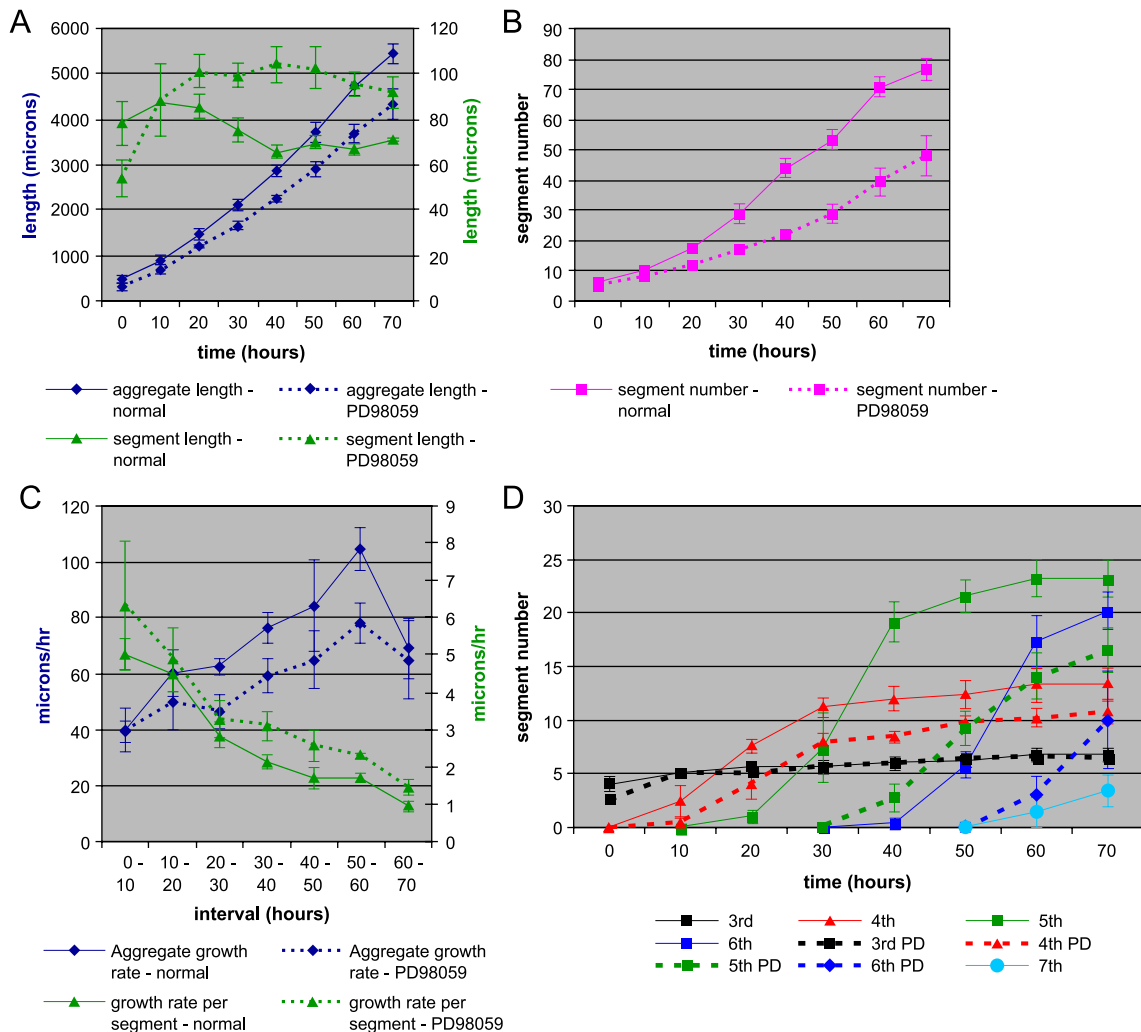 A
6000
5000
4000
3000
2000
1000
0
length (microns)
120
100
80
60
40
20
0
length (microns)
0 10 20 30 40 50 60 70
time (hours)
aggregate length - normal
aggregate length - PD98059
segment length - normal
segment length - PD98059
B
90
80
70
60
50
40
30
20
10
0
segment number
0 10 20 30 40 50 60 70
time (hours)
segment number - normal
segment number - PD98059
C
120
100
80
60
40
20
0
microns/hr
9
8
7
6
5
4
3
2
1
0
microns/hr
0 - 10 - 20 - 30 - 40 - 50 - 60 -
10 20 30 40 50 60 70
interval (hours)
Aggregate growth rate - normal
Aggregate growth rate - PD98059
growth rate per segment - normal
growth rate per segment - PD98059
D
30
25
20
15
10
5
0
segment number
0 10 20 30 40 50 60 70
time (hours)
3rd 4th 5th
6th 3rd PD 4th PD
5th PD 6th PD 7th